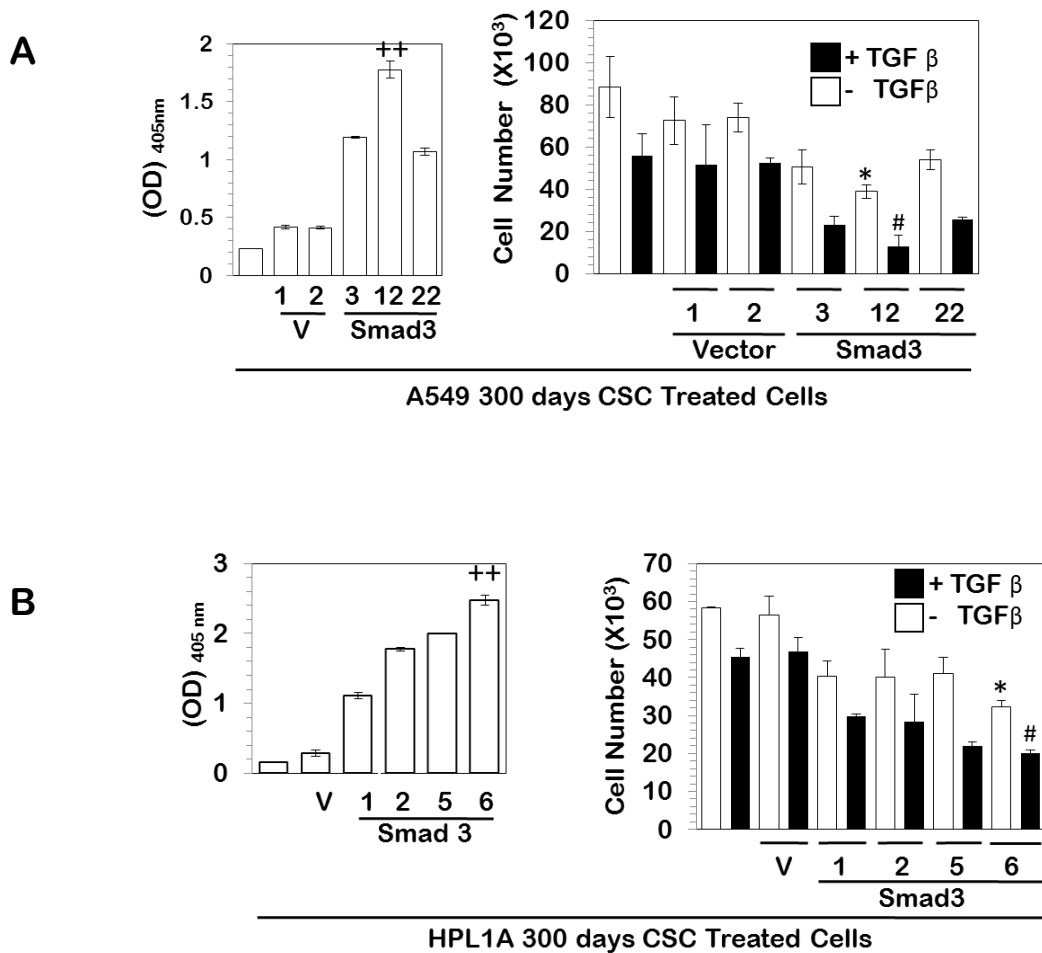 A
(OD) 405nm
2
1.5
1
0.5
0
++
1 2 3 12 22
V Smad3
Cell Number (X10³)
120
100
80
60
40
20
0
+ TGF β
- TGFβ
*
#
1 2 3 12 22
Vector Smad3
A549 300 days CSC Treated Cells
B
(OD) 405 nm
3
2
1
0
++
V 1 2 5 6
Smad 3
Cell Number (X10³)
70
60
50
40
30
20
10
0
+ TGF β
- TGFβ
*
#
V 1 2 5 6
Smad3
HPL1A 300 days CSC Treated Cells